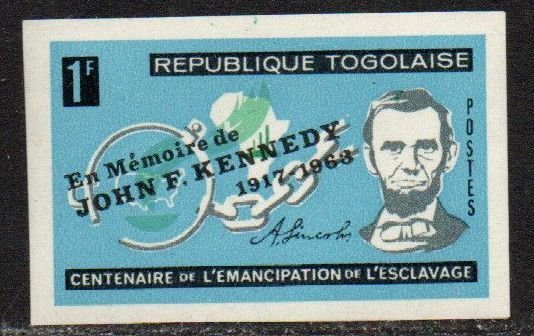 1F
REPUBLIQUE TOGOLAISE
En Mémoire de
JOHN F. KENNEDY
1917-1963
POSTES
A. Lincoln
CENTENAIRE DE L'EMANCIPATION DE L'ESCLAVAGE